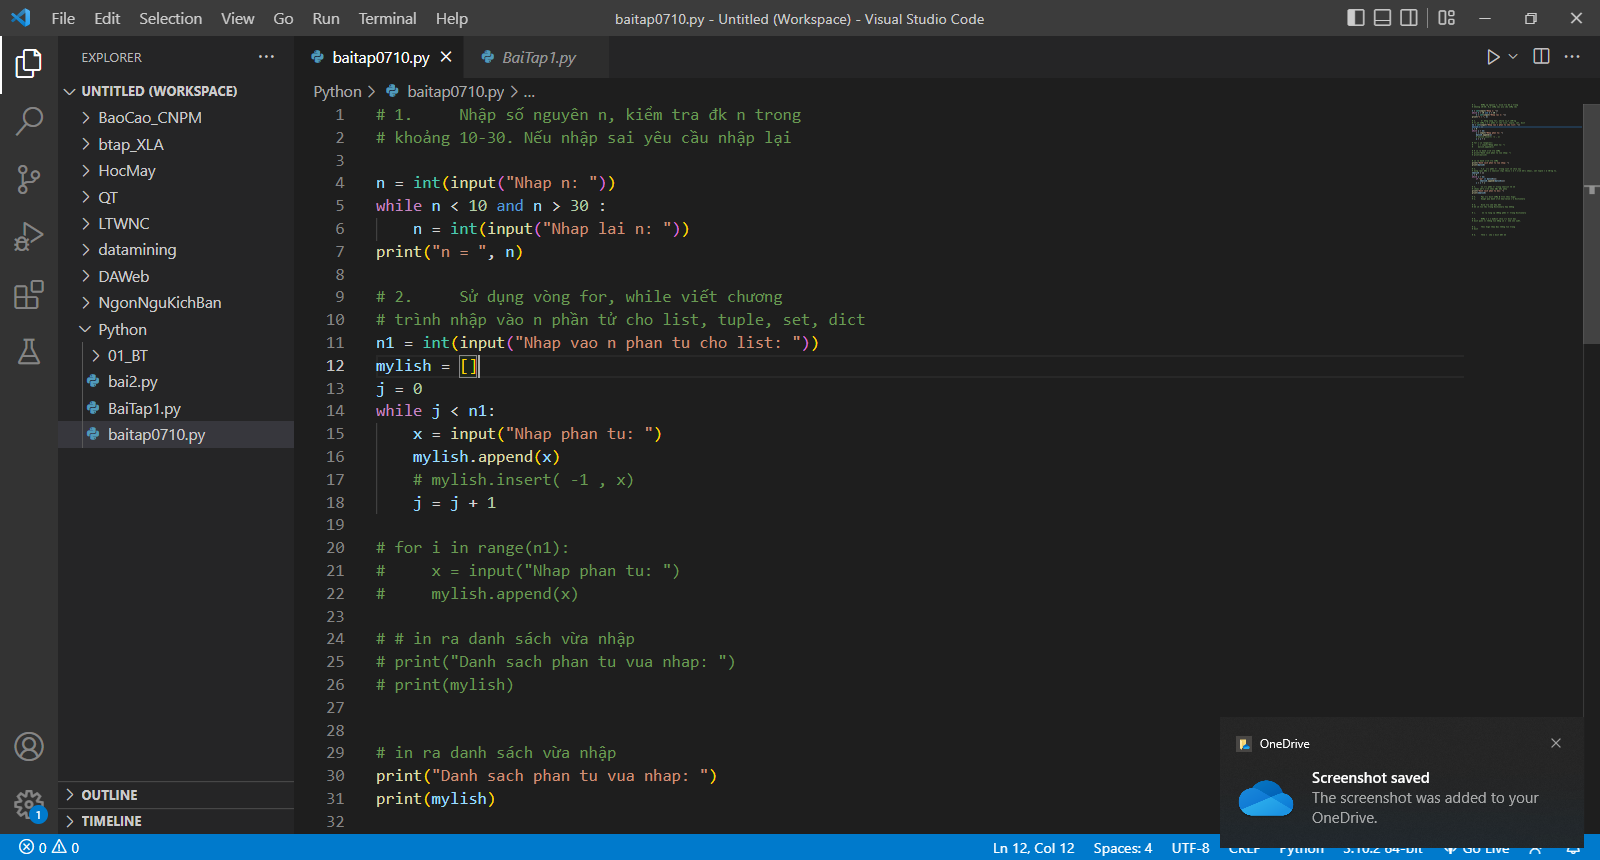 File Edit Selection View Go Run Terminal Help
baitap0710.py - Untitled (Workspace) - Visual Studio Code
EXPLORER
UNTITLED (WORKSPACE)
BaoCao_CNPM
btap_XLA
HocMay
QT
LTWNC
datamining
DAWeb
NgonNguKichBan
Python
01_BT
bai2.py
BaiTap1.py
baitap0710.py
OUTLINE
TIMELINE
1
baitap0710.py
BaiTap1.py
Python > baitap0710.py > ...
1 # 1.     Nhập số nguyên n, kiểm tra đk n trong
2 # khoảng 10-30. Nếu nhập sai yêu cầu nhập lại
3
4 n = int(input("Nhap n: "))
5 while n < 10 and n > 30 :
6     n = int(input("Nhap lai n: "))
7 print("n = ", n)
8
9 # 2.     Sử dụng vòng for, while viết chương
10 # trình nhập vào n phần tử cho list, tuple, set, dict
11 n1 = int(input("Nhap vao n phan tu cho list: "))
12 mylish = []
13 j = 0
14 while j < n1:
15     x = input("Nhap phan tu: ")
16     mylish.append(x)
17     # mylish.insert( -1 , x)
18     j = j + 1
19
20 # for i in range(n1):
21 #     x = input("Nhap phan tu: ")
22 #     mylish.append(x)
23
24 # # in ra danh sách vừa nhập
25 # print("Danh sach phan tu vua nhap: ")
26 # print(mylish)
27
28
29 # in ra danh sách vừa nhập
30 print("Danh sach phan tu vua nhap: ")
31 print(mylish)
32
OneDrive
Screenshot saved
The screenshot was added to your
OneDrive.
0 0
Ln 12, Col 12 Spaces: 4 UTF-8 CRLF Python 3.10.2 64-bit Go Live